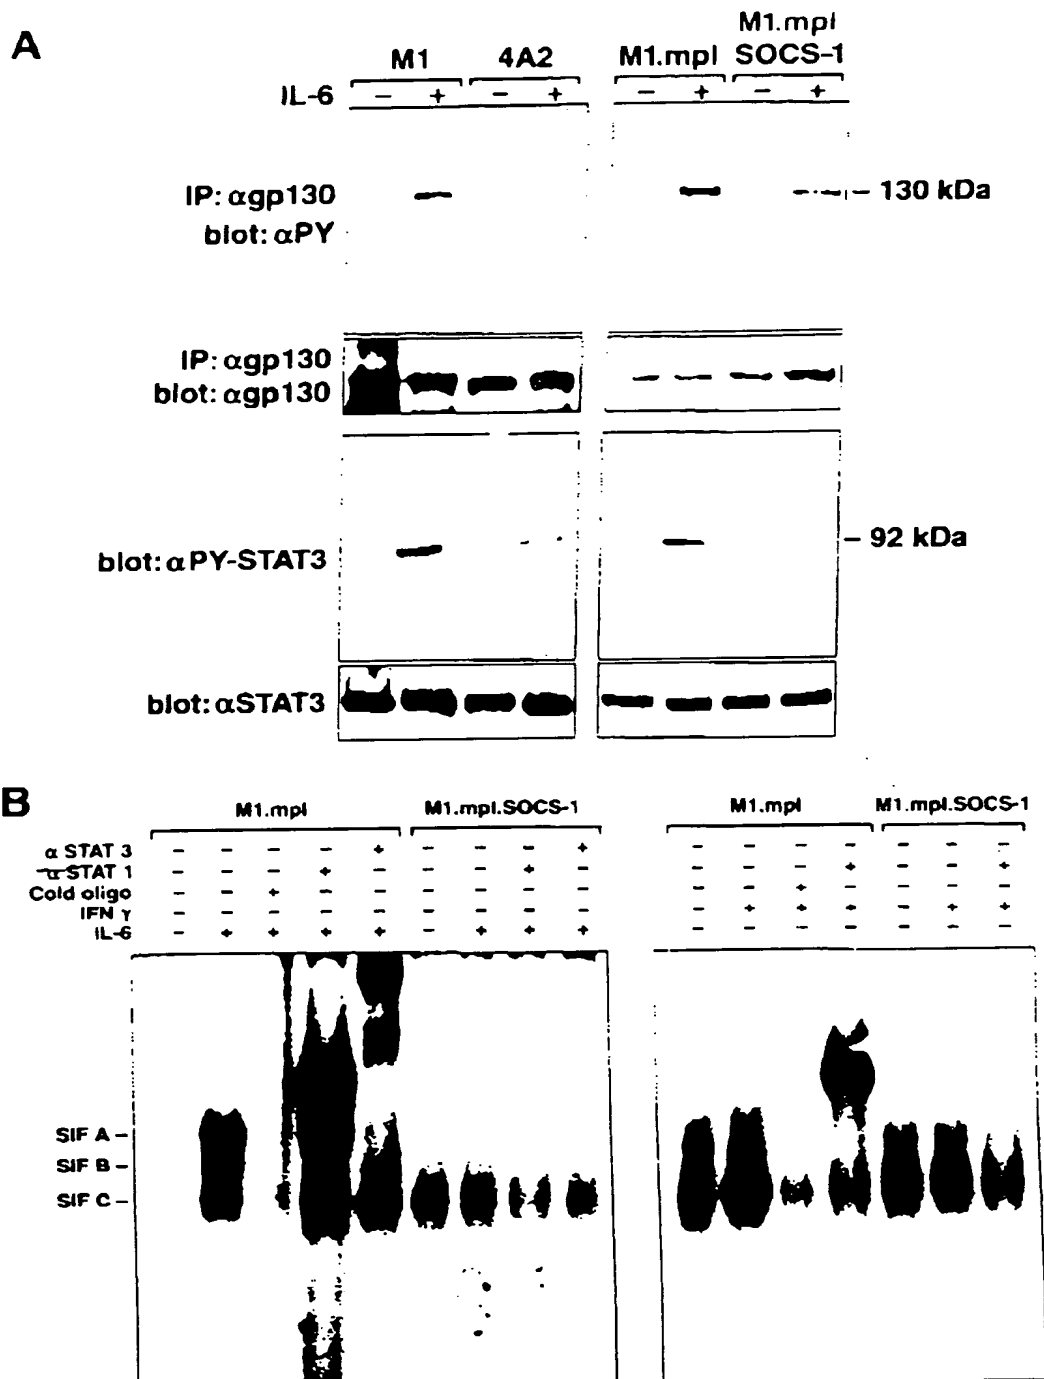 A
M1 4A2 M1.mpl M1.mpl SOCS-1
IL-6 − + − + − + − +
IP: αgp130
blot: αPY
130 kDa
IP: αgp130
blot: αgp130
blot: αPY-STAT3
92 kDa
blot: αSTAT3
B
M1.mpl M1.mpl.SOCS-1 M1.mpl M1.mpl.SOCS-1
α STAT 3 − − − − + − − − + − − − − − − −
α STAT 1 − − − + − − − + − − − − + − − +
Cold oligo − − + − − − − − − − − + − − − −
IFN γ − − − − − − − − − − + + + − + +
IL-6 − + + + + − + + + − − − − − − −
SIF A
SIF B
SIF C